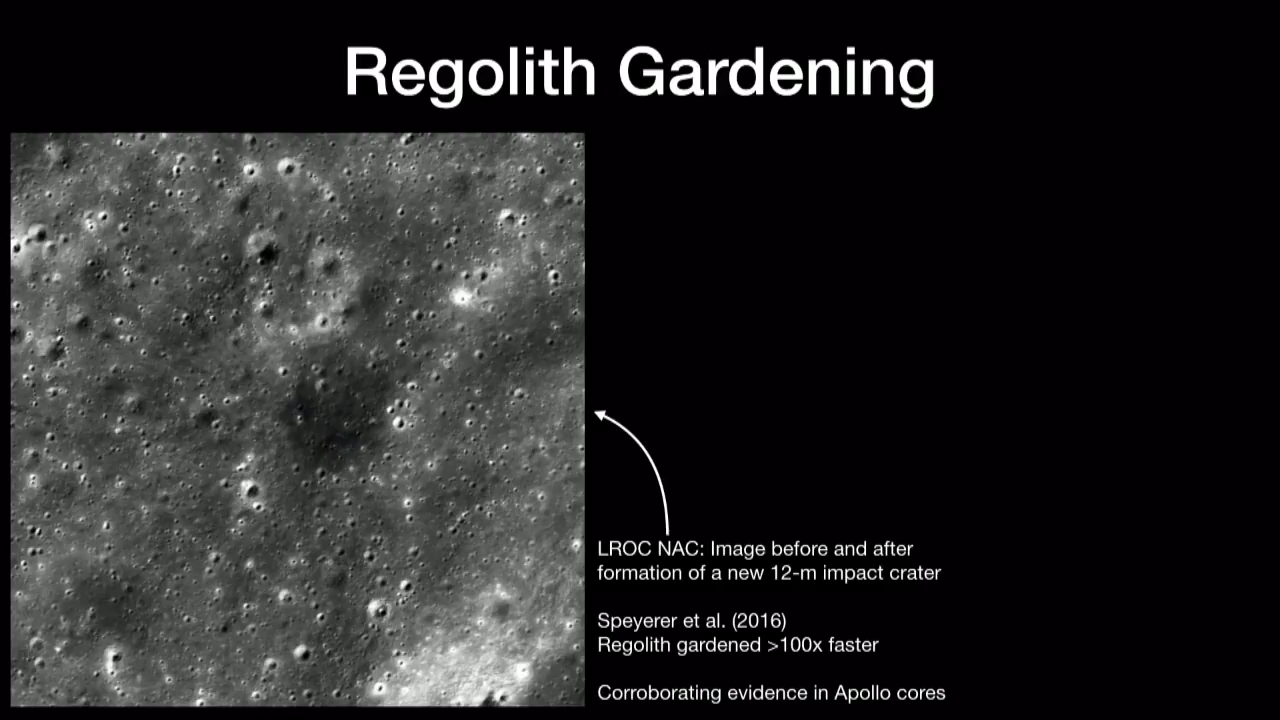 Regolith Gardening
LROC NAC: Image before and after
formation of a new 12-m impact crater
Speyerer et al. (2016)
Regolith gardened >100x faster
Corroborating evidence in Apollo cores